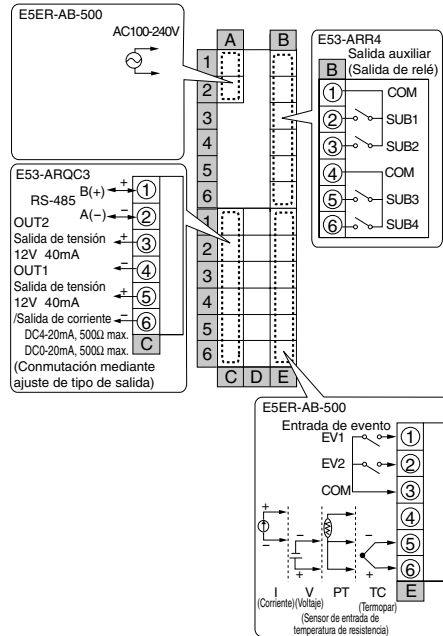 E5ER-AB-500
AC100-240V
A B
1
2
3
4
5
6
1
2
3
4
5
6
C D E
E53-ARR4
Salida auxiliar
(Salida de relé)
B
1 COM
2 SUB1
3 SUB2
4 COM
5 SUB3
6 SUB4
E53-ARQC3
RS-485
B(+) + 1
A(−) − 2
OUT2
Salida de tensión + 3
12V 40mA − 4
OUT1
Salida de tensión + 5
12V 40mA
/Salida de corriente − 6
DC4-20mA, 500Ω max.
DC0-20mA, 500Ω max.
C
(Conmutación mediante
ajuste de tipo de salida)
E5ER-AB-500
Entrada de evento
EV1 1
EV2 2
COM 3
4
+ − − 5
− + + 6
I V PT TC E
(Corriente) (Voltaje) (Termopar)
(Sensor de entrada de
temperatura de resistencia)